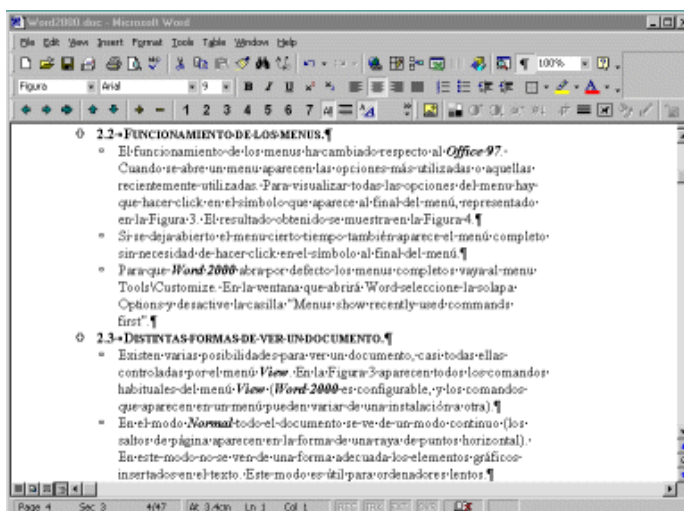 Word2000.doc - Microsoft Word
File Edit View Insert Format Tools Table Window Help
100%
Figura Arial 9 B I U
1 2 3 4 5 6 7 All
2.2 FUNCIONAMIENTO DE LOS MENUS.¶
El funcionamiento de los menus ha cambiado respecto al Office 97.
Cuando se abre un menu aparecen las opciones más utilizadas o aquellas
recientemente utilizadas. Para visualizar todas las opciones del menu hay
que hacer click en el símbolo que aparece al final del menú, representado
en la Figura 3. El resultado obtenido se muestra en la Figura 4.¶
Si se deja abierto el menu cierto tiempo también aparece el menú completo
sin necesidad de hacer click en el símbolo al final del menú.¶
Para que Word 2000 abra por defecto los menus completos vaya al menu
Tools\Customize. En la ventana que abrirá Word seleccione la solapa
Options y desactive la casilla "Menus show recently used commands
first".¶
2.3 DISTINTAS FORMAS DE VER UN DOCUMENTO.¶
Existen varias posibilidades para ver un documento, casi todas ellas
controladas por el menú View. En la Figura 3 aparecen todos los comandos
habituales del menú View (Word 2000 es configurable, y los comandos
que aparecen en un menú pueden variar de una instalación a otra).¶
En el modo Normal todo el documento se ve de un modo continuo (los
saltos de página aparecen en la forma de una raya de puntos horizontal).
En este modo no se ven de una forma adecuada los elementos gráficos
insertados en el texto. Este modo es útil para ordenadores lentos.¶
Page 4 Sec 3 4/47 At 3.4cm Ln 1 Col 1 REC TRK EXT OVR